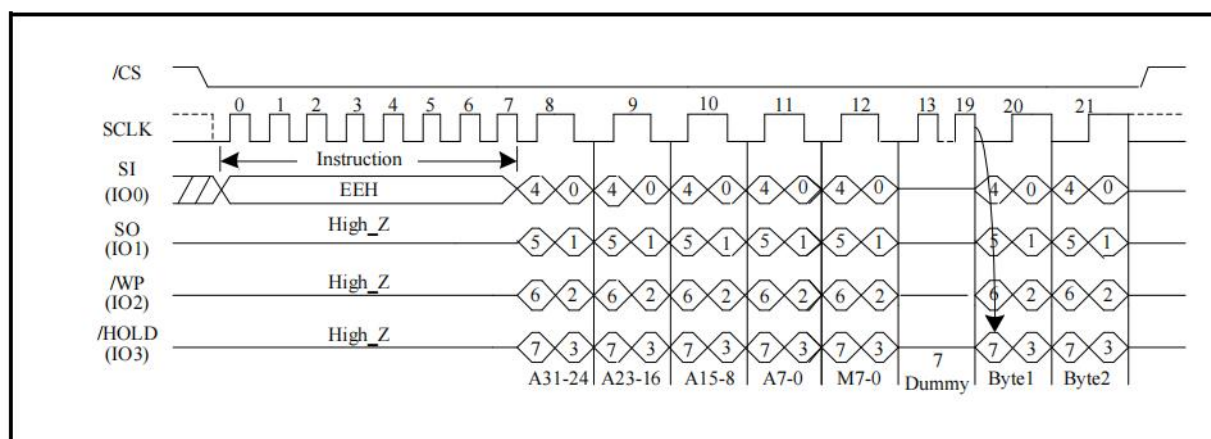 /CS
0 1 2 3 4 5 6 7 8 9 10 11 12 13 19 20 21
SCLK
Instruction
SI
(IO0)
EEH
4 0 4 0 4 0 4 0 4 0 4 0 4 0
SO
(IO1)
High_Z
5 1 5 1 5 1 5 1 5 1 5 1 5 1
/WP
(IO2)
High_Z
6 2 6 2 6 2 6 2 6 2 6 2 6 2
/HOLD
(IO3)
High_Z
7 3 7 3 7 3 7 3 7 3 7 3 7 3
A31-24 A23-16 A15-8 A7-0 M7-0 7 Dummy Byte1 Byte2